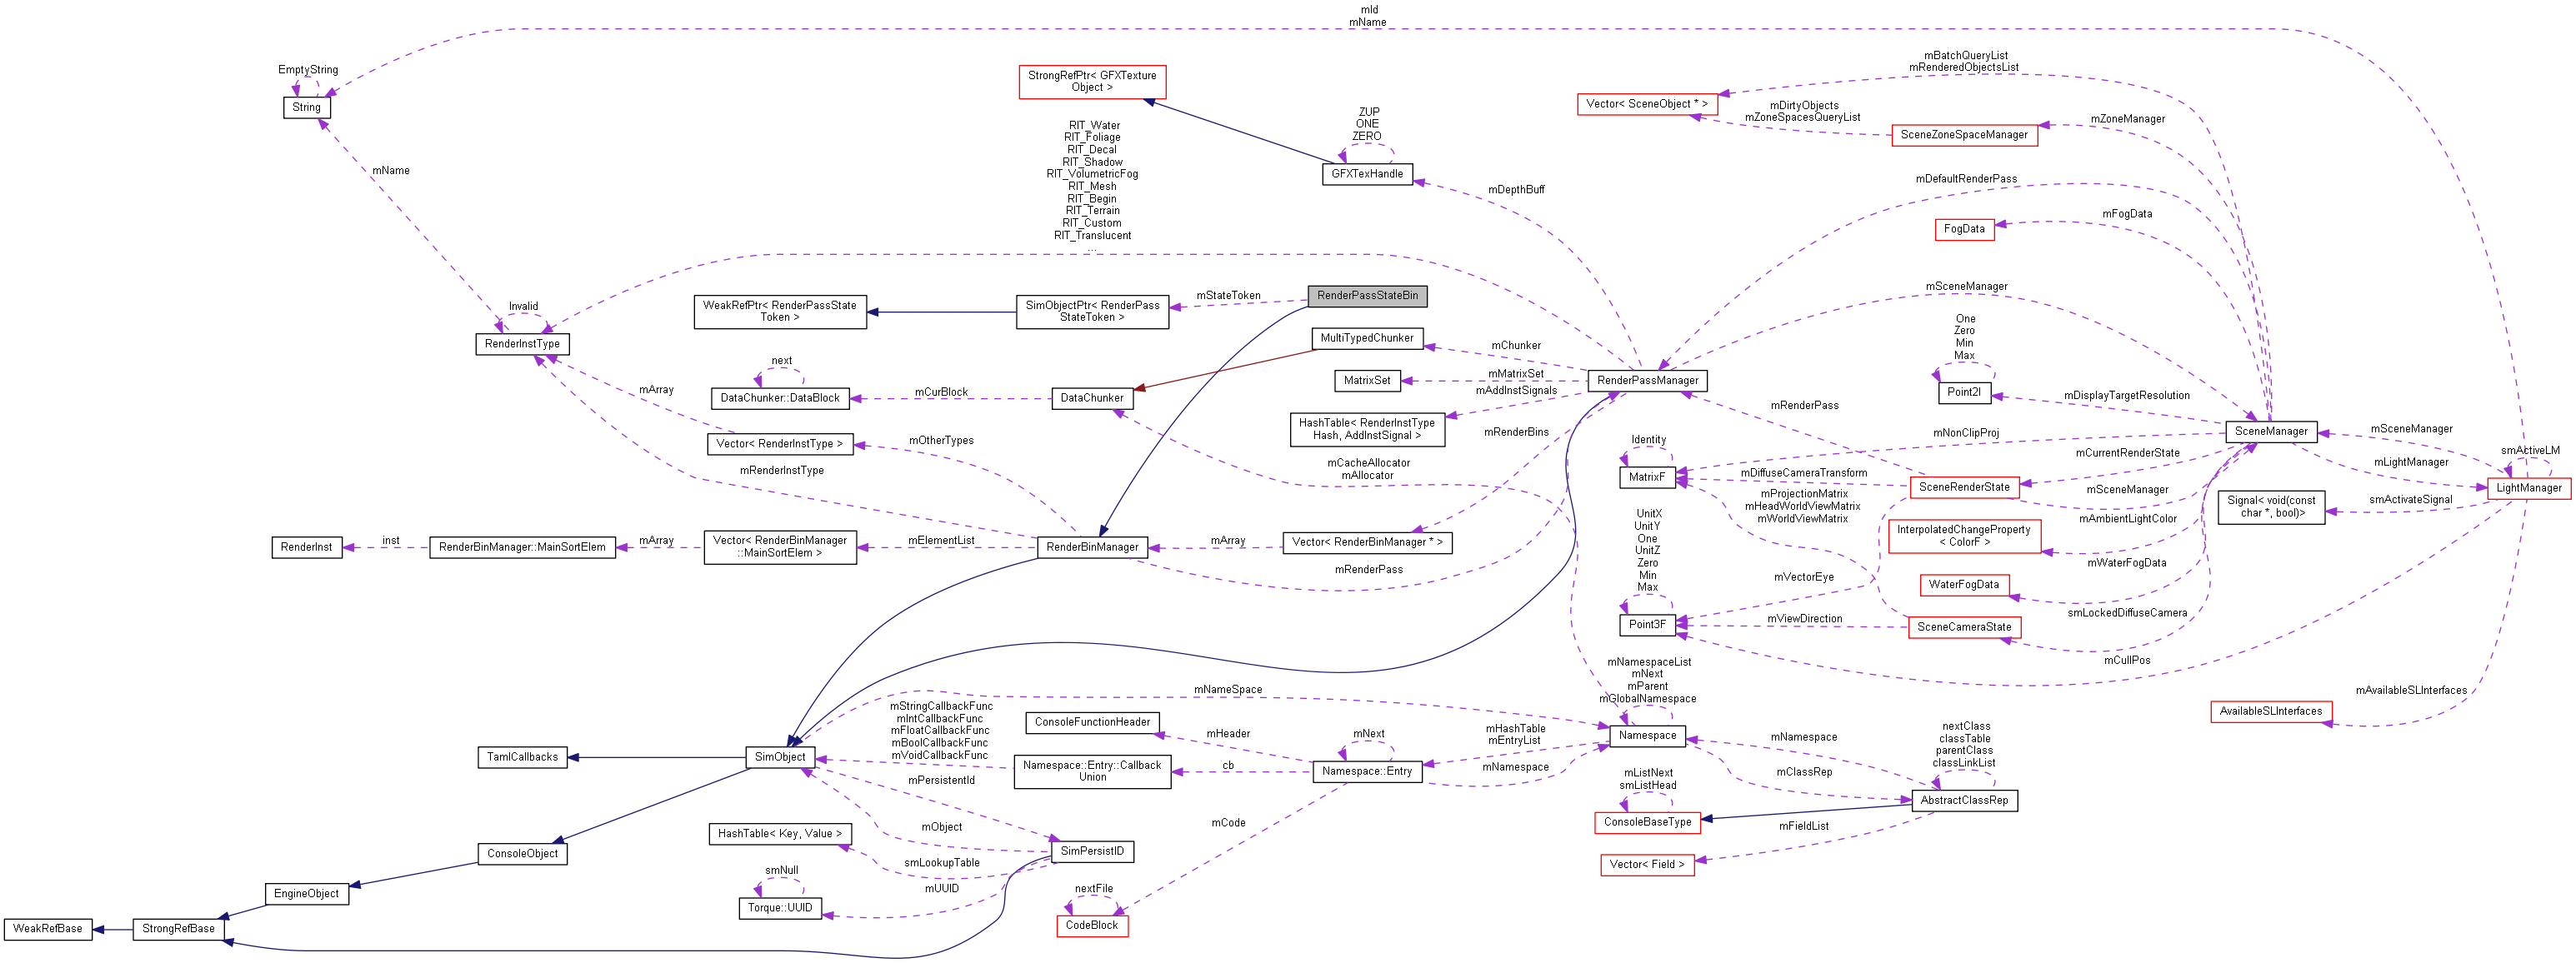 mId
mName
EmptyString
String
StrongRefPtr< GFXTexture
Object >
mBatchQueryList
mRenderedObjectsList
Vector< SceneObject * >
mDirtyObjects
mZoneSpacesQueryList
SceneZoneSpaceManager
mZoneManager
RIT_Water
RIT_Foliage
RIT_Decal
RIT_Shadow
RIT_VolumetricFog
RIT_Mesh
RIT_Begin
RIT_Terrain
RIT_Custom
RIT_Translucent
...
ZUP
ONE
ZERO
GFXTexHandle
mName
mDepthBuff
mDefaultRenderPass
mFogData
FogData
Invalid
RenderInstType
WeakRefPtr< RenderPassState
Token >
SimObjectPtr< RenderPass
StateToken >
mStateToken
RenderPassStateBin
mSceneManager
MultiTypedChunker
mChunker
MatrixSet
mMatrixSet
mAddInstSignals
RenderPassManager
HashTable< RenderInstType
Hash, AddInstSignal >
One
Zero
Min
Max
Point2I
mDisplayTargetResolution
next
DataChunker::DataBlock
mCurBlock
DataChunker
mArray
Vector< RenderInstType >
mOtherTypes
mRenderInstType
mCacheAllocator
mAllocator
mRenderBins
mRenderPass
mNonClipProj
SceneManager
mSceneManager
mCurrentRenderState
mLightManager
smActiveLM
LightManager
Identity
MatrixF
mDiffuseCameraTransform
SceneRenderState
mSceneManager
mProjectionMatrix
mHeadWorldViewMatrix
mWorldViewMatrix
smActivateSignal
Signal< void(const
char *, bool)>
mAmbientLightColor
InterpolatedChangeProperty
< ColorF >
RenderInst
inst
RenderBinManager::MainSortElem
mArray
Vector< RenderBinManager
::MainSortElem >
mElementList
RenderBinManager
mArray
Vector< RenderBinManager * >
mRenderPass
UnitX
UnitY
One
UnitZ
Zero
Min
Max
Point3F
mVectorEye
mWaterFogData
WaterFogData
smLockedDiffuseCamera
mViewDirection
SceneCameraState
mCullPos
mAvailableSLInterfaces
AvailableSLInterfaces
mNameSpace
mNamespaceList
mNext
mParent
mGlobalNamespace
Namespace
mStringCallbackFunc
mIntCallbackFunc
mFloatCallbackFunc
mBoolCallbackFunc
mVoidCallbackFunc
ConsoleFunctionHeader
mHeader
mNext
mHashTable
mEntryList
mNamespace
TamlCallbacks
SimObject
Namespace::Entry::Callback
Union
cb
Namespace::Entry
mNamespace
mClassRep
nextClass
classTable
parentClass
classLinkList
AbstractClassRep
mListNext
smListHead
ConsoleBaseType
mFieldList
Vector< Field >
mPersistentId
mObject
HashTable< Key, Value >
smLookupTable
SimPersistID
mCode
ConsoleObject
smNull
mUUID
Torque::UUID
nextFile
CodeBlock
EngineObject
StrongRefBase
WeakRefBase